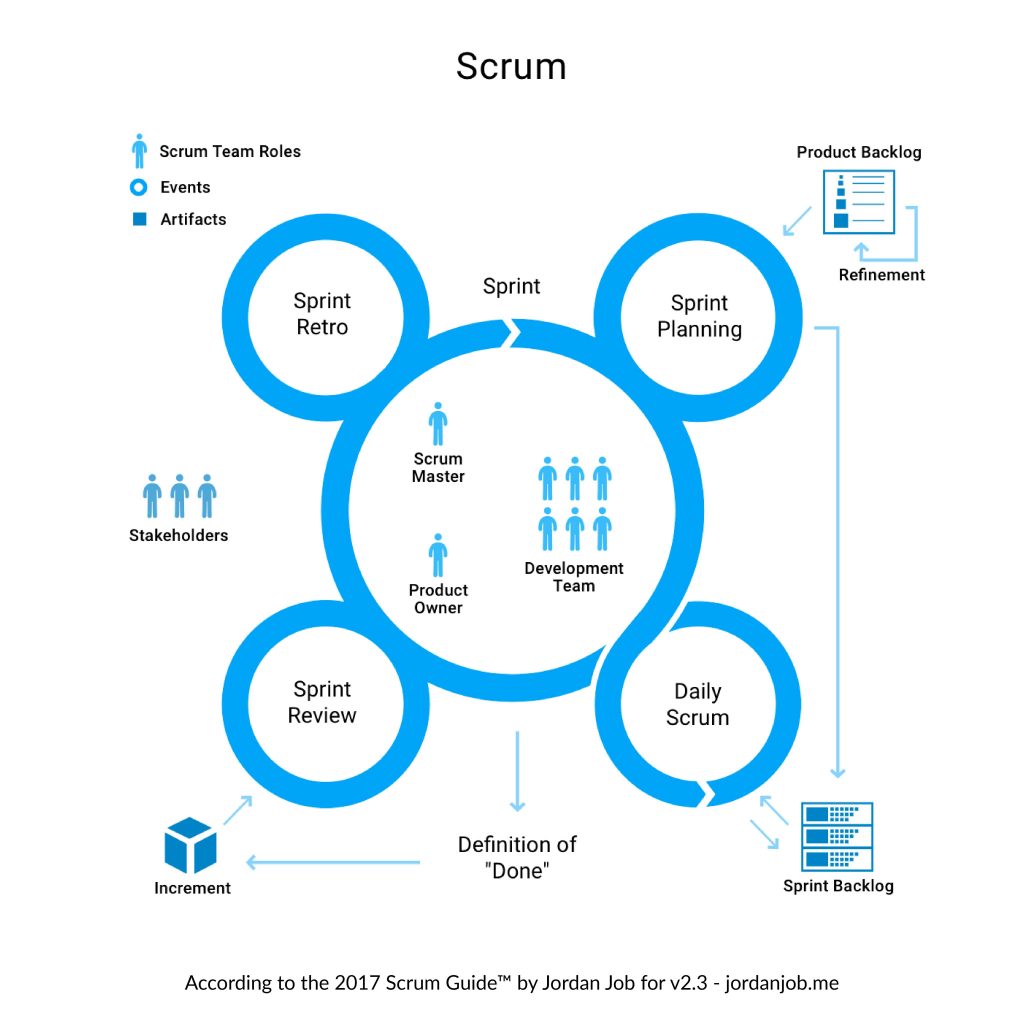 Scrum
Scrum Team Roles
Events
Artifacts
Product Backlog
Refinement
Sprint
Sprint
Retro
Sprint
Planning
Scrum
Master
Product
Owner
Development
Team
Stakeholders
Sprint
Review
Daily
Scrum
Definition of
"Done"
Increment
Sprint Backlog
According to the 2017 Scrum Guide™ by Jordan Job for v2.3 - jordanjob.me